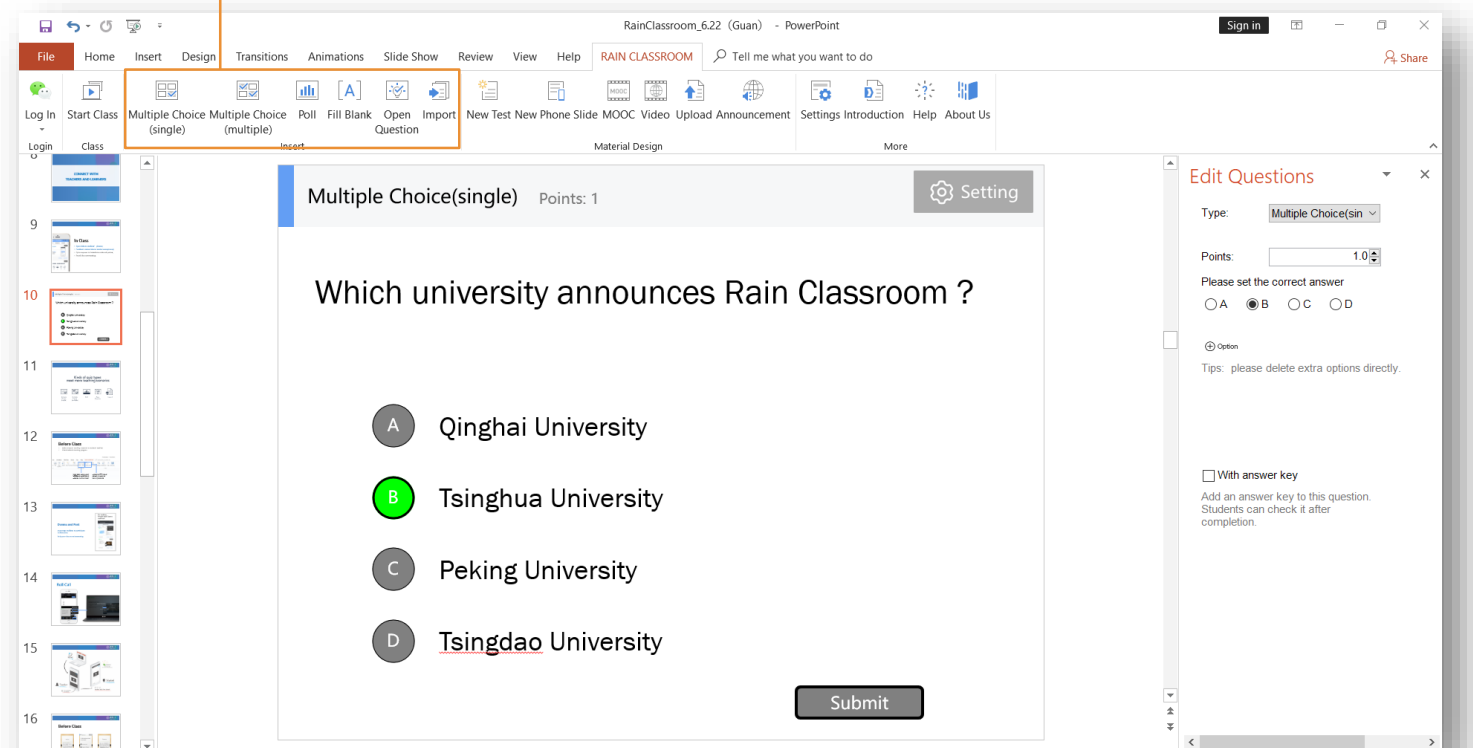 RainClassroom_6.22 (Guan) - PowerPoint
Sign in
File Home Insert Design Transitions Animations Slide Show Review View Help RAIN CLASSROOM Tell me what you want to do
Share
Log In Start Class Multiple Choice (single) Multiple Choice (multiple) Poll Fill Blank Open Question Import New Test New Phone Slide MOOC Video Upload Announcement Settings Introduction Help About Us
Login Class Insert Material Design More
9
10
11
12
13
14
15
16
Multiple Choice(single) Points: 1
Setting
Which university announces Rain Classroom ?
A Qinghai University
B Tsinghua University
C Peking University
D Tsingdao University
Submit
Edit Questions
Type: Multiple Choice(sin
Points: 1.0
Please set the correct answer
A B C D
Option
Tips: please delete extra options directly.
With answer key
Add an answer key to this question.
Students can check it after
completion.